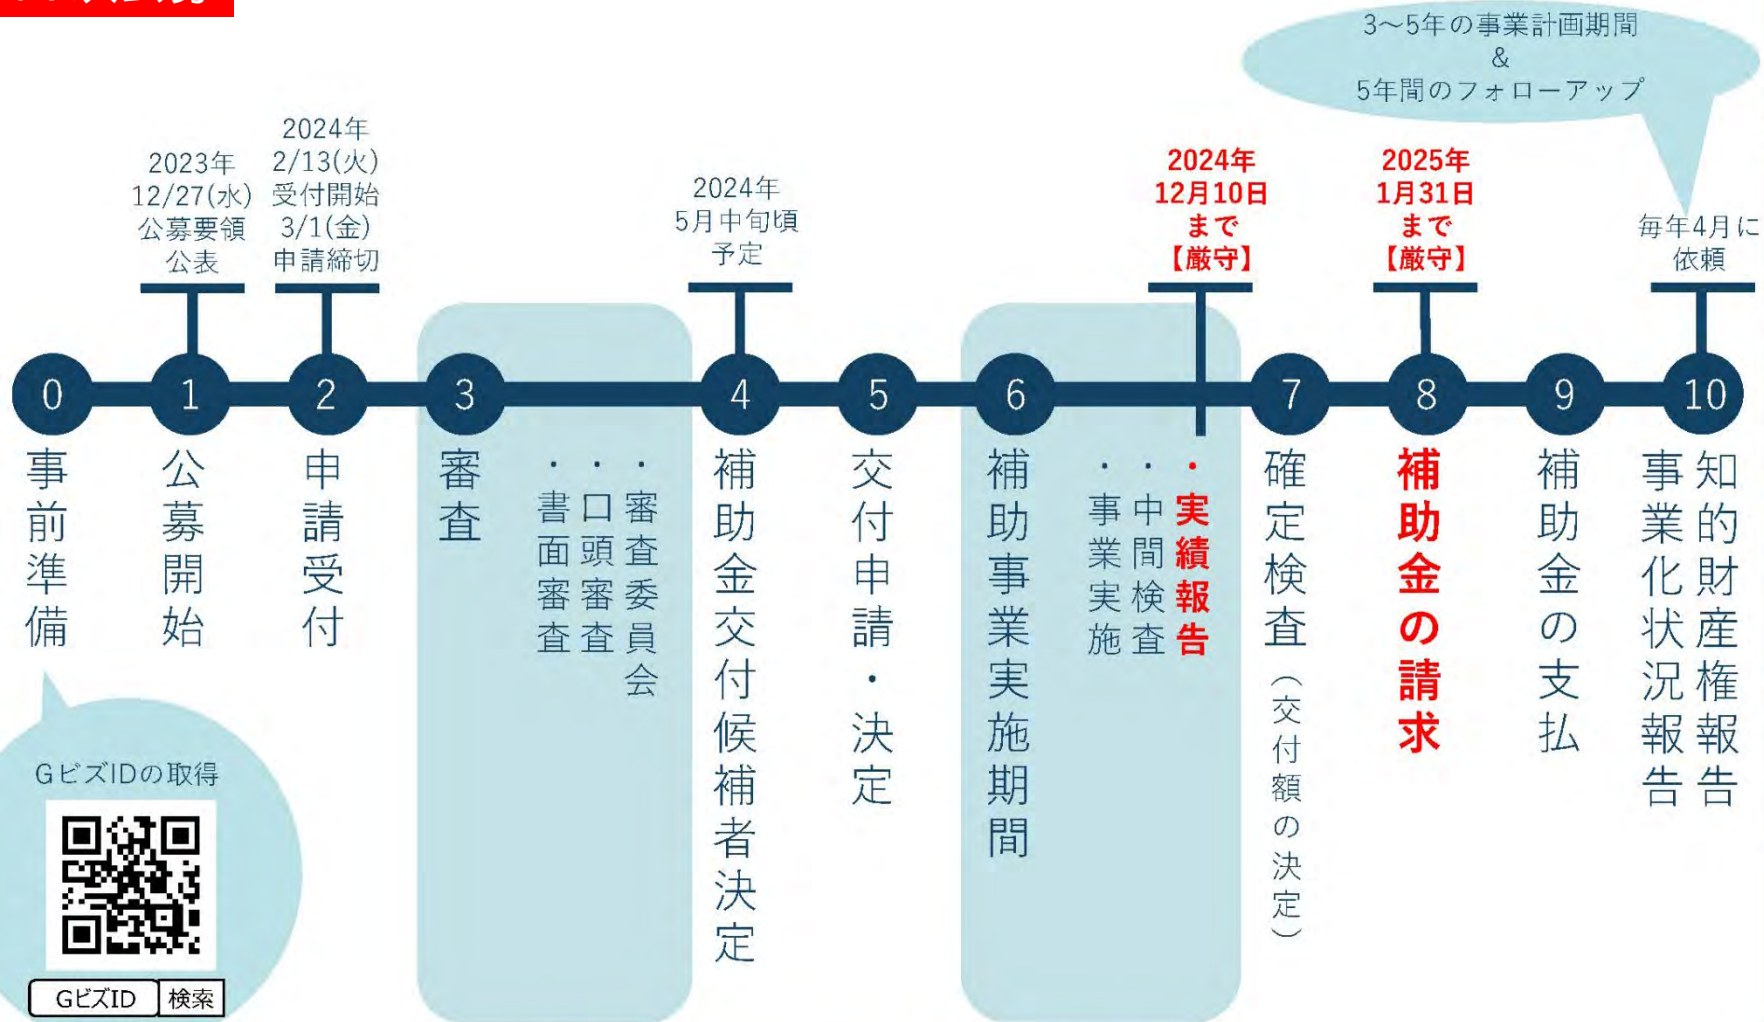 3～5年の事業計画期間
&
5年間のフォローアップ
2023年
12/27(水)
公募要領
公表
2024年
2/13(火)
受付開始
3/1(金)
申請締切
2024年
5月中旬頃
予定
2024年
12月10日
まで
【厳守】
2025年
1月31日
まで
【厳守】
毎年4月に
依頼
0
事前準備
1
公募開始
2
申請受付
3
審査
・書面審査
・口頭審査
・審査委員会
4
補助金交付候補者決定
5
交付申請・決定
6
補助事業実施期間
・事業実施
・中間検査
・実績報告
7
確定検査（交付額の決定）
8
補助金の請求
9
補助金の支払
10
事業化状況報告
知的財産権報告
GビズIDの取得
GビズID
検索